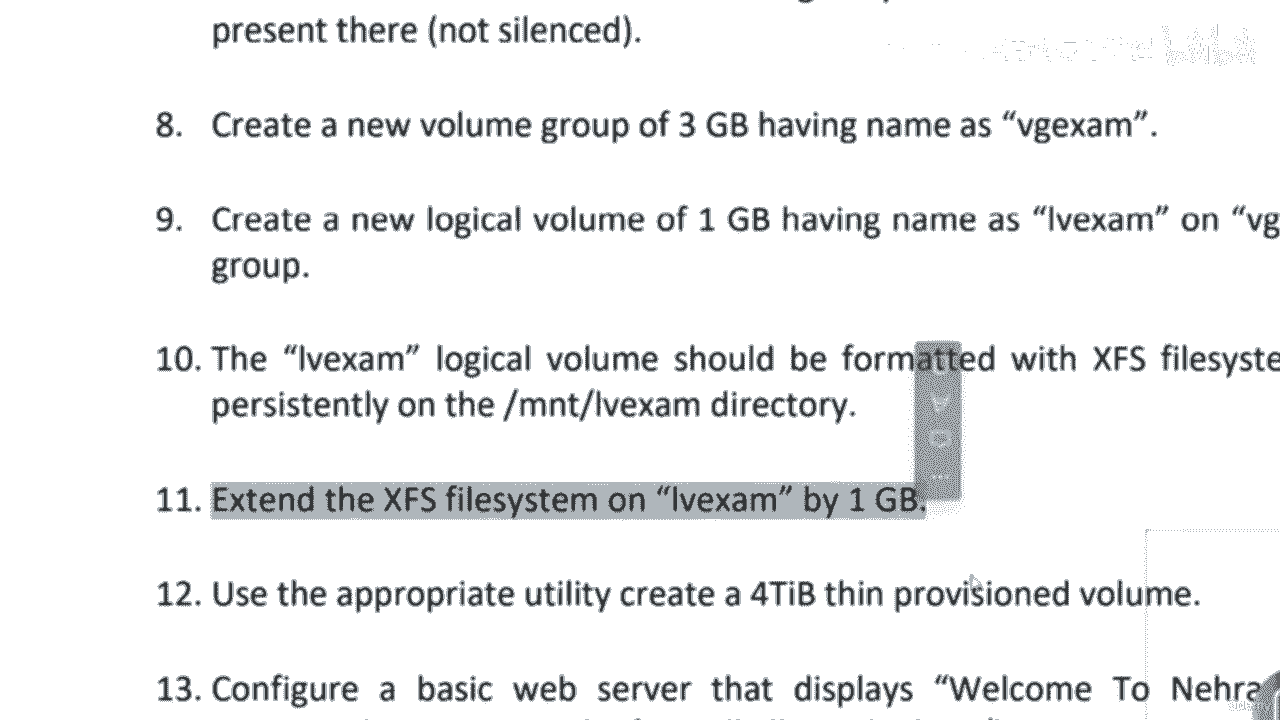 present there (not silenced).
8. Create a new volume group of 3 GB having name as “vgexam”.
9. Create a new logical volume of 1 GB having name as “lvexam” on “vg
group.
10. The “lvexam” logical volume should be formatted with XFS filesyste
persistently on the /mnt/lvexam directory.
11. Extend the XFS filesystem on “lvexam” by 1 GB.
12. Use the appropriate utility create a 4TiB thin provisioned volume.
13. Configure a basic web server that displays “Welcome To Nehra